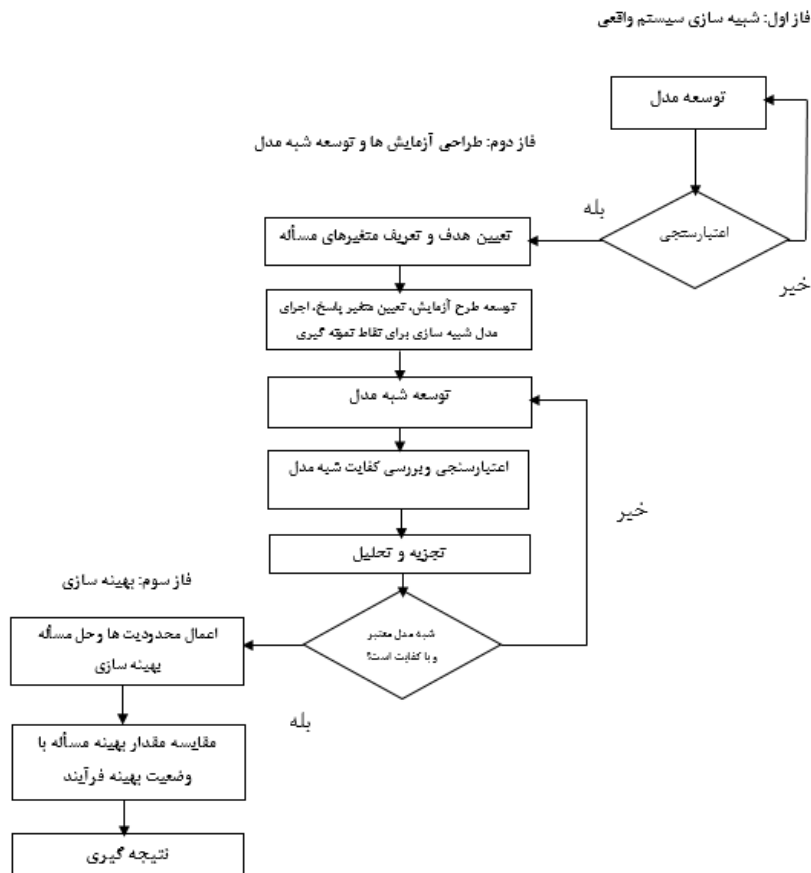 فاز اول: شبیه سازی سیستم واقعی
توسعه مدل
فاز دوم: طراحی آزمایش ها و توسعه شبه مدل
بله
اعتبارسنجی
خیر
تعیین هدف و تعریف متغیرهای مسأله
توسعه طرح آزمایش، تعیین متغیر پاسخ، اجرای
مدل شبیه سازی برای نقاط نمونه گیری
توسعه شبه مدل
اعتبارسنجی وبررسی کفایت شبه مدل
خیر
تجزیه و تحلیل
فاز سوم: بهینه سازی
شبه مدل معتبر
و با کفایت است؟
اعمال محدودیت ها وحل مسأله
بهینه سازی
بله
مقایسه مقدار بهینه مسأله با
وضعیت بهینه فرآیند
نتیجه گیری